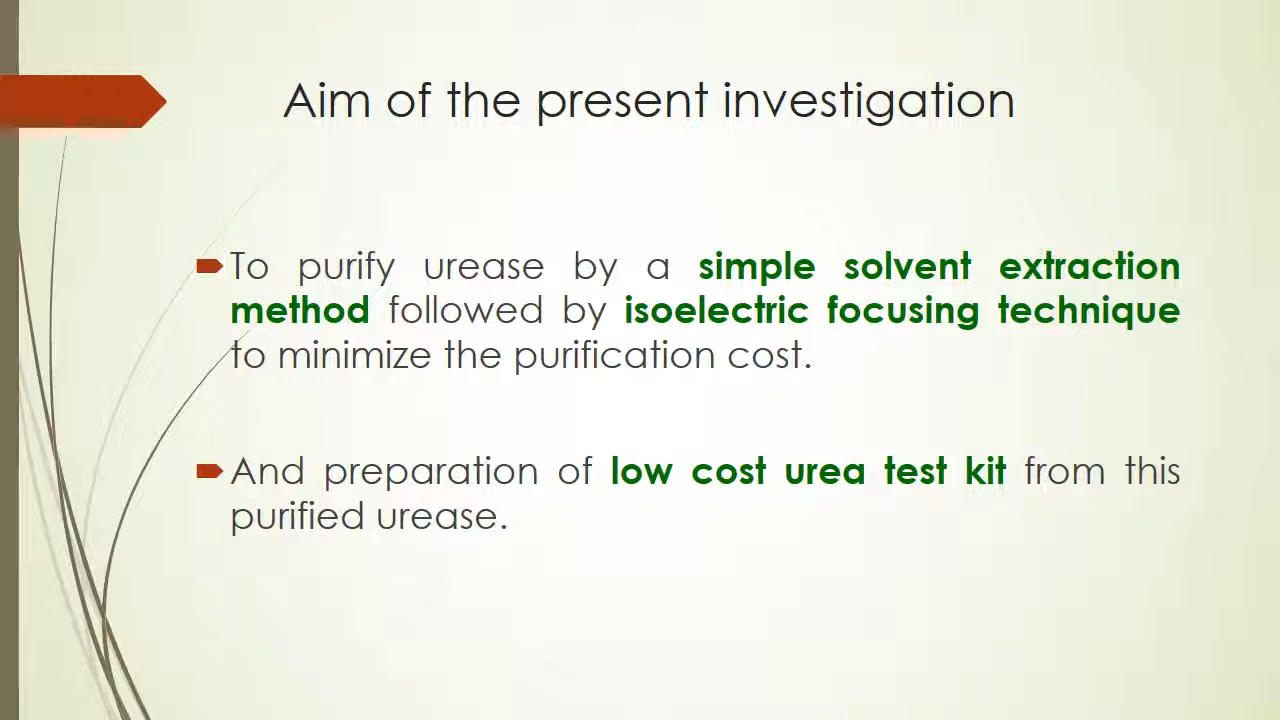 Aim of the present investigation
To purify urease by a simple solvent extraction
method followed by isoelectric focusing technique
to minimize the purification cost.
And preparation of low cost urea test kit from this
purified urease.